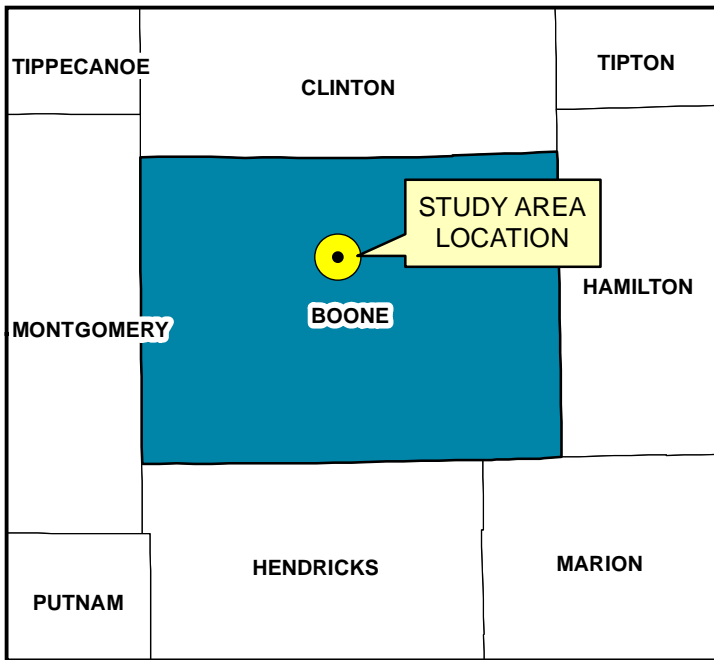 TIPPECANOE
CLINTON
TIPTON
STUDY AREA
LOCATION
HAMILTON
MONTGOMERY
BOONE
HENDRICKS
MARION
PUTNAM